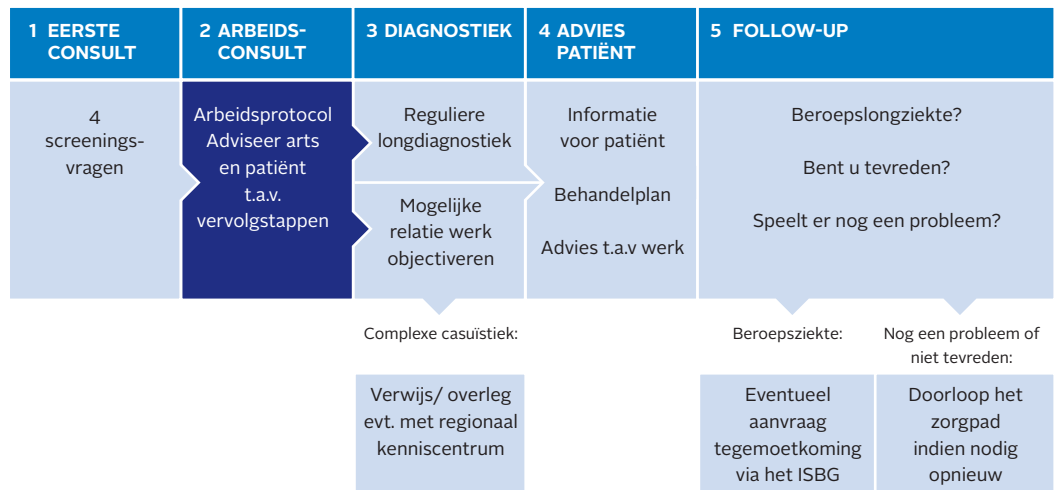 1 EERSTE
CONSULT
2 ARBEIDS-
CONSULT
3 DIAGNOSTIEK
4 ADVIES
PATIËNT
5 FOLLOW-UP
4
screenings-
vragen
Arbeidsprotocol
Adviseer arts
en patiënt
t.a.v.
vervolgstappen
Reguliere
longdiagnostiek
Mogelijke
relatie werk
objectiveren
Informatie
voor patiënt
Behandelplan
Advies t.a.v werk
Beroepslongziekte?
Bent u tevreden?
Speelt er nog een probleem?
Complexe casuïstiek:
Verwijs/ overleg
evt. met regionaal
kenniscentrum
Beroepsziekte:
Eventueel
aanvraag
tegemoetkoming
via het ISBG
Nog een probleem of
niet tevreden:
Doorloop het
zorgpad
indien nodig
opnieuw